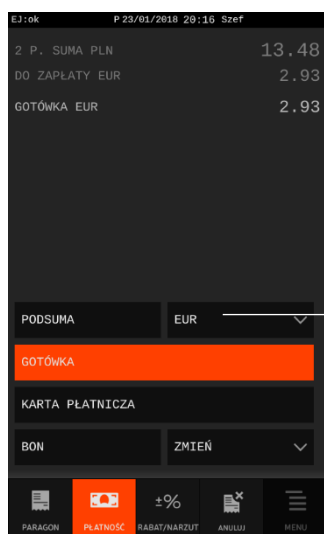 EJ:ok P 23/01/2018 20:16 Szef
2 P. SUMA PLN 13.48
DO ZAPŁATY EUR 2.93
GOTÓWKA EUR 2.93
PODSUMA EUR
GOTÓWKA
KARTA PŁATNICZA
BON ZMIEŃ
±%
PARAGON PŁATNOŚĆ RABAT/NARZUT ANULUJ MENU